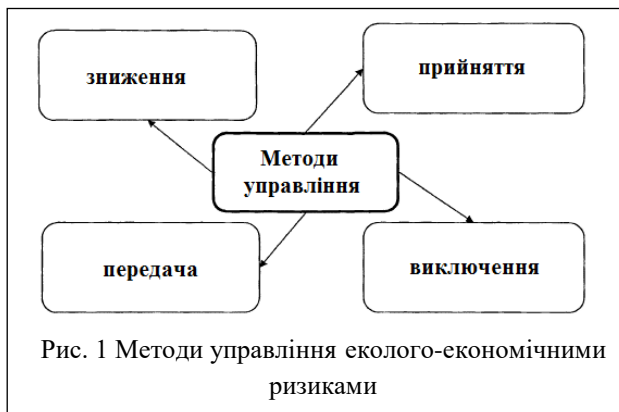 зниження
прийняття
Методи
управління
передача
виключення
Рис. 1 Методи управління еколого-економічними
ризиками